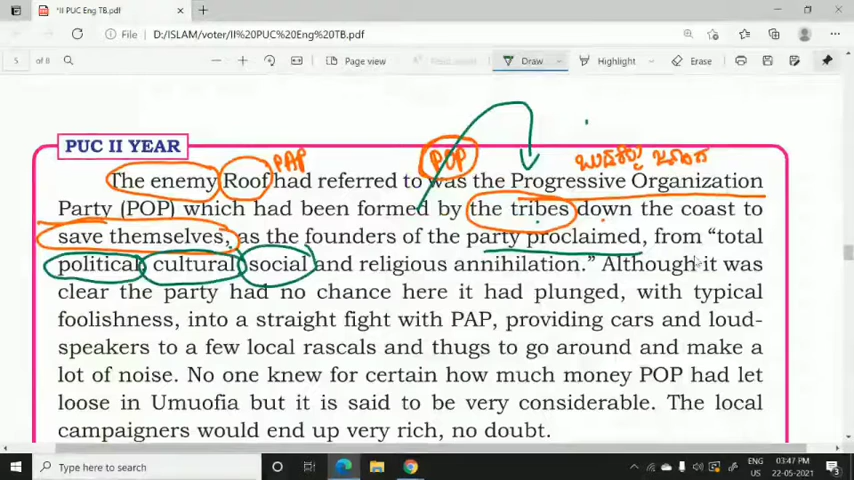 II PUC Eng TB.pdf
File D:/ISLAM/voter/II%20PUC%20Eng%20TB.pdf
5 of 8 Page view Read aloud Draw Highlight Erase
PUC II YEAR
PAP POP
The enemy Roof had referred to was the Progressive Organization
Party (POP) which had been formed by the tribes down the coast to
save themselves, as the founders of the party proclaimed, from “total
political cultural social and religious annihilation.” Although it was
clear the party had no chance here it had plunged, with typical
foolishness, into a straight fight with PAP, providing cars and loud-
speakers to a few local rascals and thugs to go around and make a
lot of noise. No one knew for certain how much money POP had let
loose in Umuofia but it is said to be very considerable. The local
campaigners would end up very rich, no doubt.
Type here to search
ENG 03:47 PM
US 22-05-2021
3